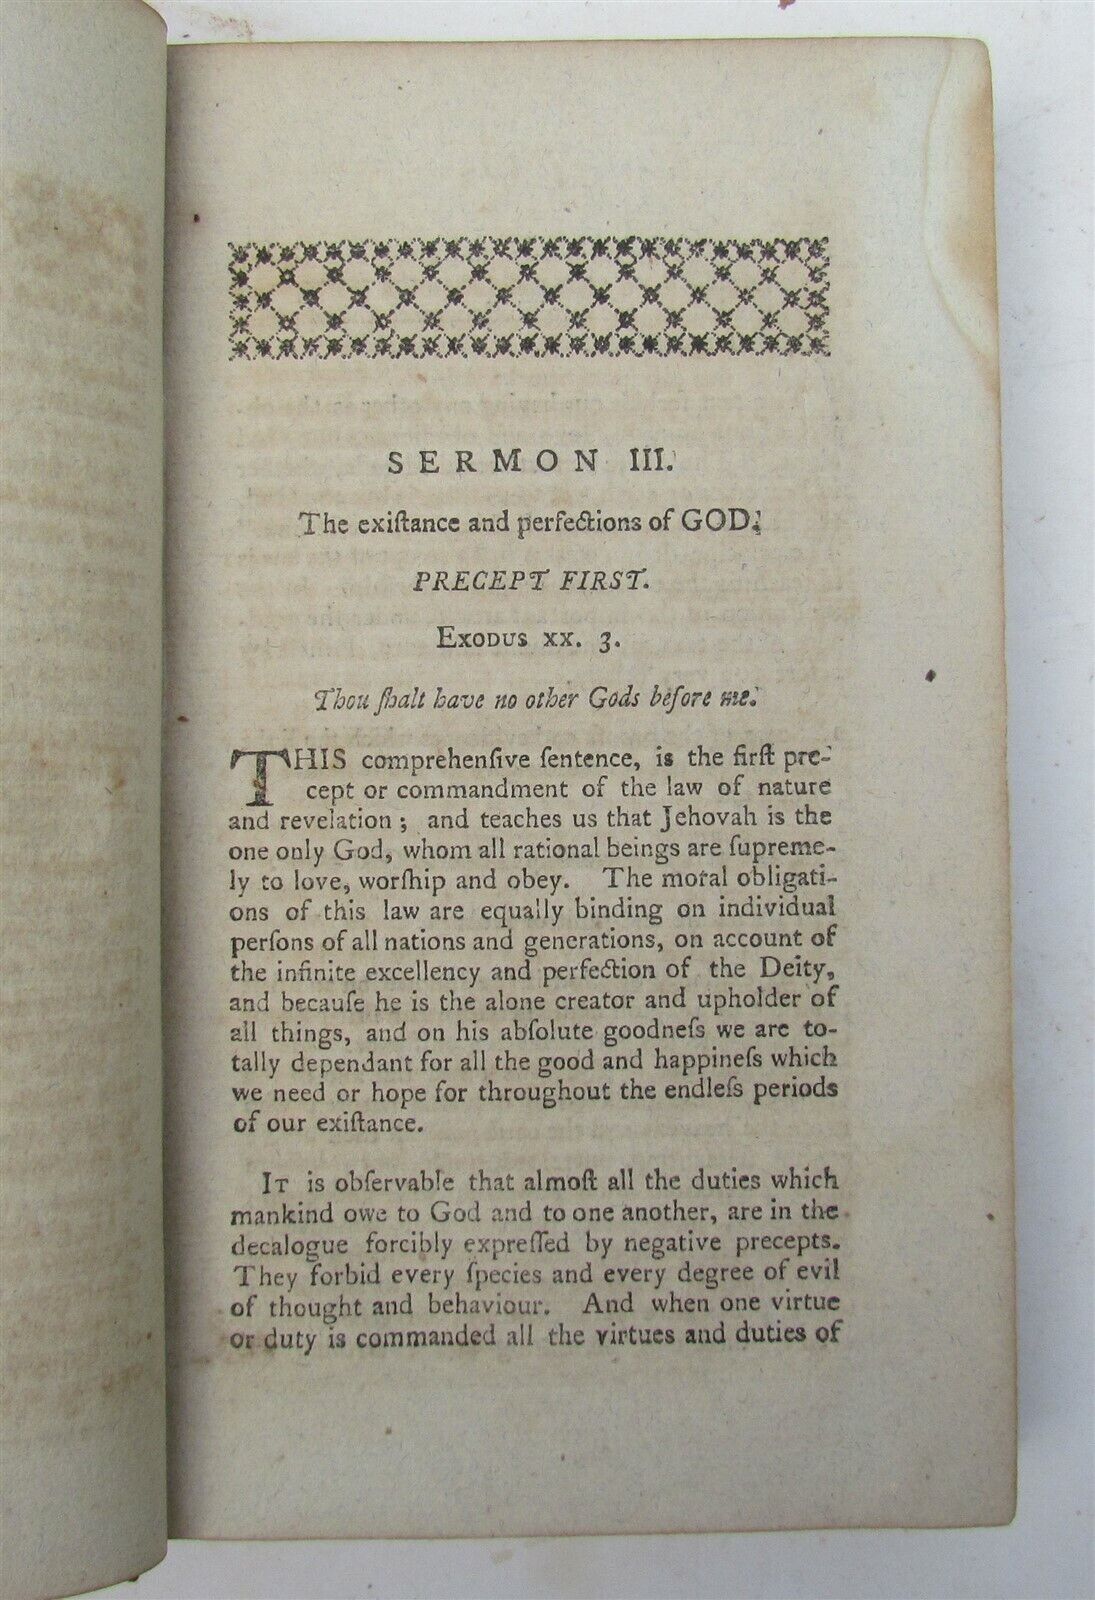 SERMON III.
The exiſtance and perfections of GOD.
PRECEPT FIRST.
EXODUS XX. 3.
Thou ſhalt have no other Gods before me.
THIS comprehenſive ſentence, is the firſt pre-
cept or commandment of the law of nature
and revelation; and teaches us that Jehovah is the
one only God, whom all rational beings are ſupreme-
ly to love, worſhip and obey. The moral obligati-
ons of this law are equally binding on individual
perſons of all nations and generations, on account of
the infinite excellency and perfection of the Deity,
and becauſe he is the alone creator and upholder of
all things, and on his abſolute goodneſs we are to-
tally dependant for all the good and happineſs which
we need or hope for throughout the endleſs periods
of our exiſtance.
IT is obſervable that almoſt all the duties which
mankind owe to God and to one another, are in the
decalogue forcibly expreſſed by negative precepts.
They forbid every ſpecies and every degree of evil
of thought and behaviour. And when one virtue
or duty is commanded all the virtues and duties of